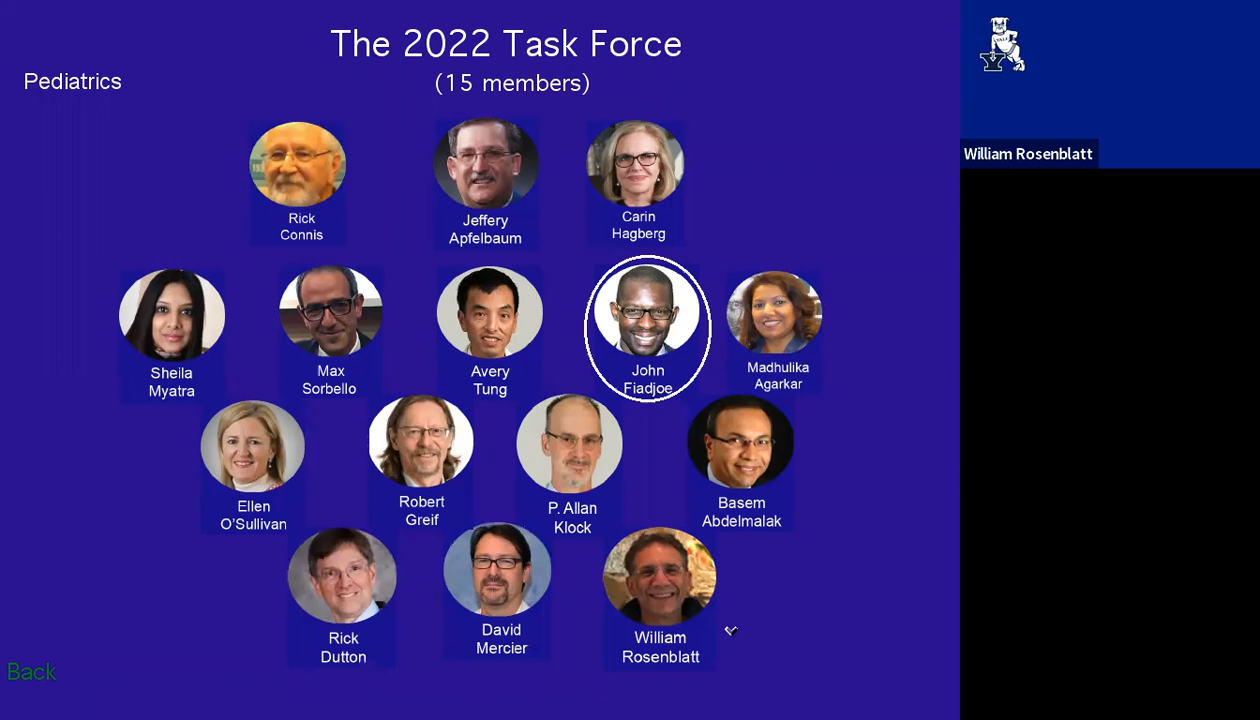 The 2022 Task Force
Pediatrics
(15 members)
Rick
Connis
Jeffery
Apfelbaum
Carin
Hagberg
Sheila
Myatra
Max
Sorbello
Avery
Tung
John
Fiadjoe
Madhulika
Agarkar
Ellen
O'Sullivan
Robert
Greif
P. Allan
Klock
Basem
Abdelmalak
Rick
Dutton
David
Mercier
William
Rosenblatt
Back
YALE
Y
William Rosenblatt